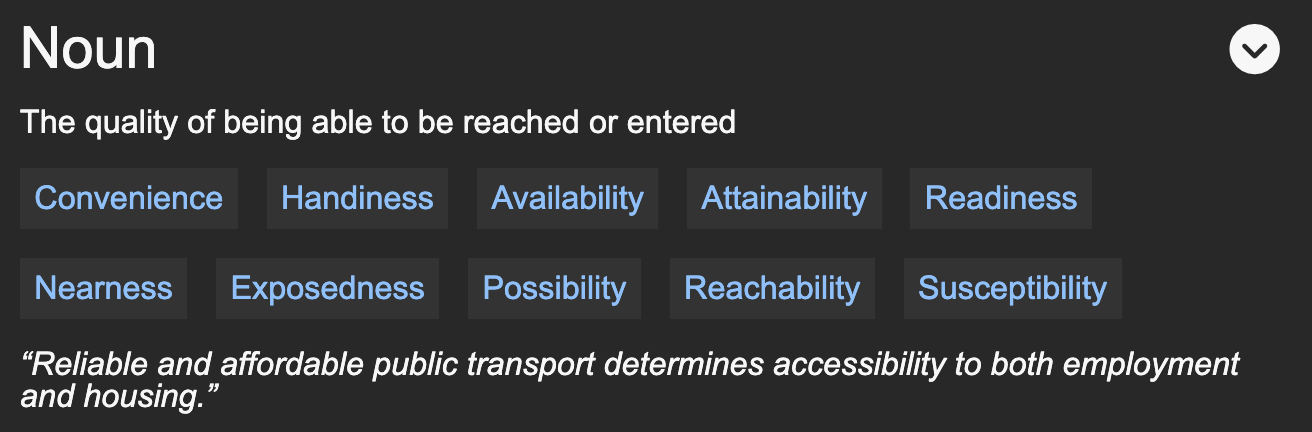 Noun
The quality of being able to be reached or entered
Convenience Handiness Availability Attainability Readiness
Nearness Exposedness Possibility Reachability Susceptibility
“Reliable and affordable public transport determines accessibility to both employment
and housing.”